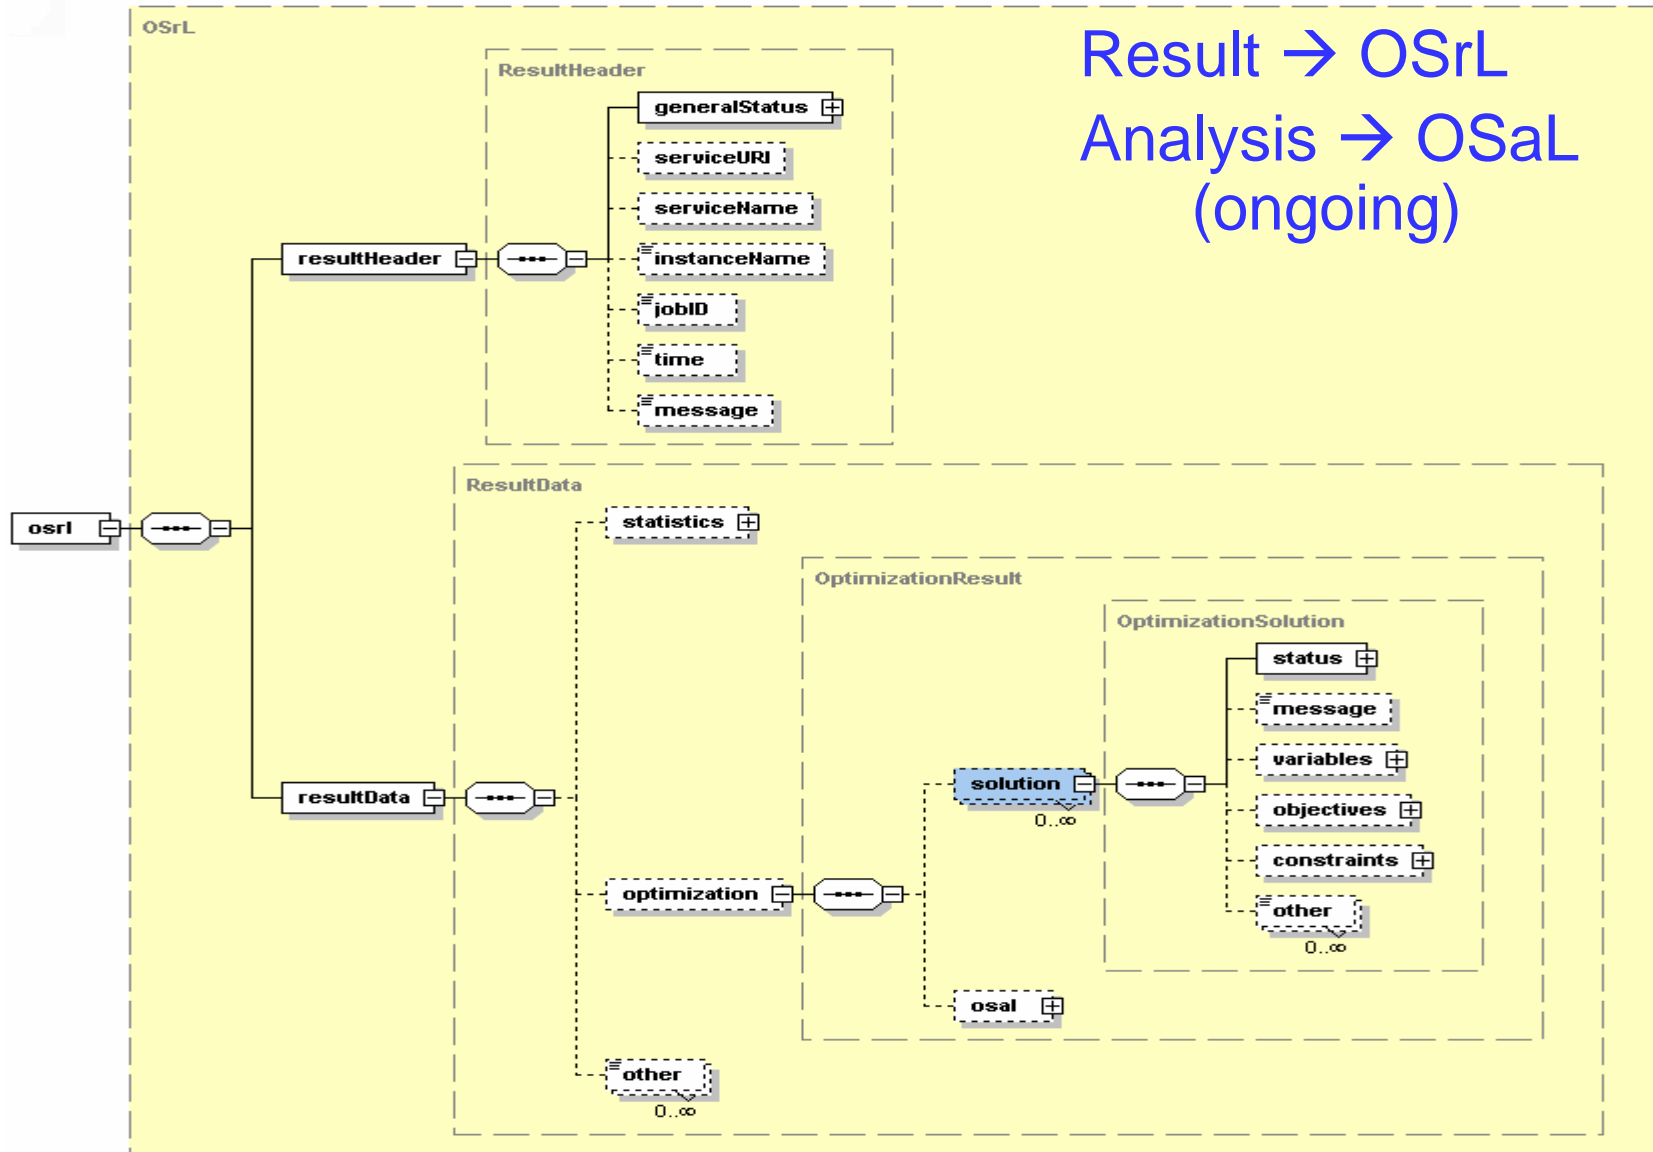 OSrL
Result → OSrL
Analysis → OSaL
(ongoing)
ResultHeader
generalStatus
serviceURI
serviceName
instanceName
resultHeader
jobID
time
message
ResultData
osrl
statistics
OptimizationResult
OptimizationSolution
status
message
variables
solution
0..∞
resultData
objectives
constraints
optimization
other
0..∞
osal
other
0..∞